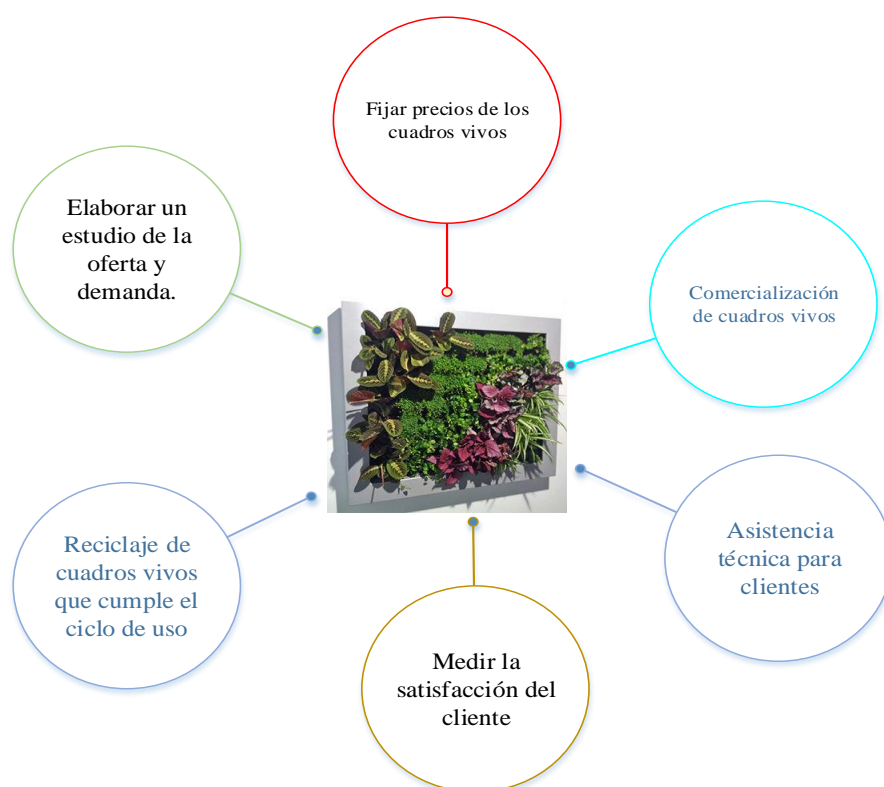 Fijar precios de los
cuadros vivos
Elaborar un
estudio de la
oferta y
demanda.
Comercialización
de cuadros vivos
Reciclaje de
cuadros vivos
que cumple el
ciclo de uso
Asistencia
técnica para
clientes
Medir la
satisfacción del
cliente